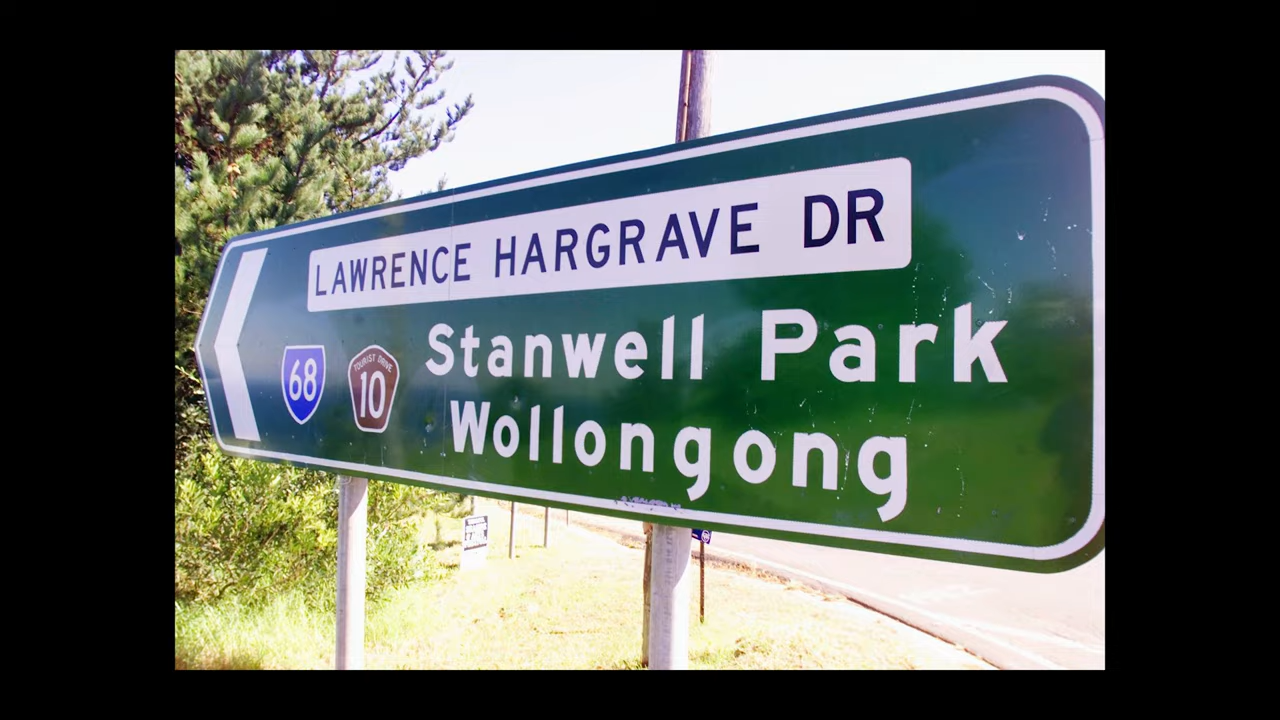 LAWRENCE HARGRAVE DR
68
TOURIST DRIVE
10
Stanwell Park
Wollongong